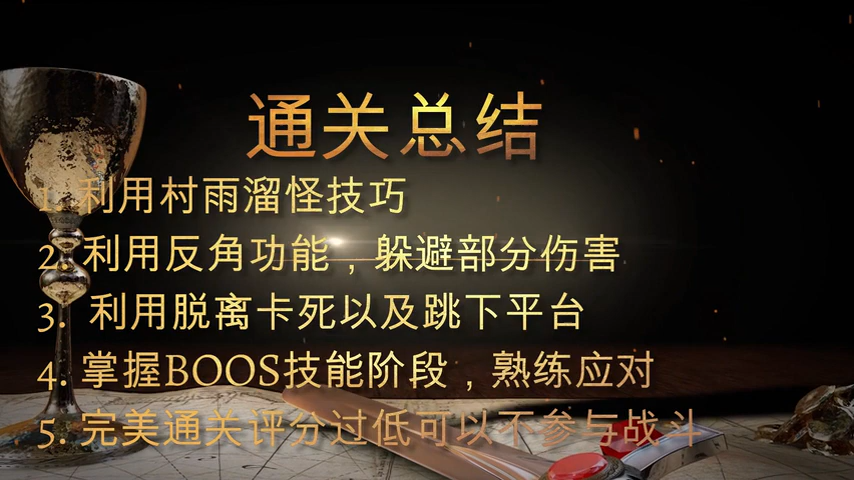 通关总结
1. 利用村雨溜怪技巧
2. 利用反角功能，躲避部分伤害
3. 利用脱离卡死以及跳下平台
4. 掌握BOOS技能阶段，熟练应对
5. 完美通关评分过低可以不参与战斗